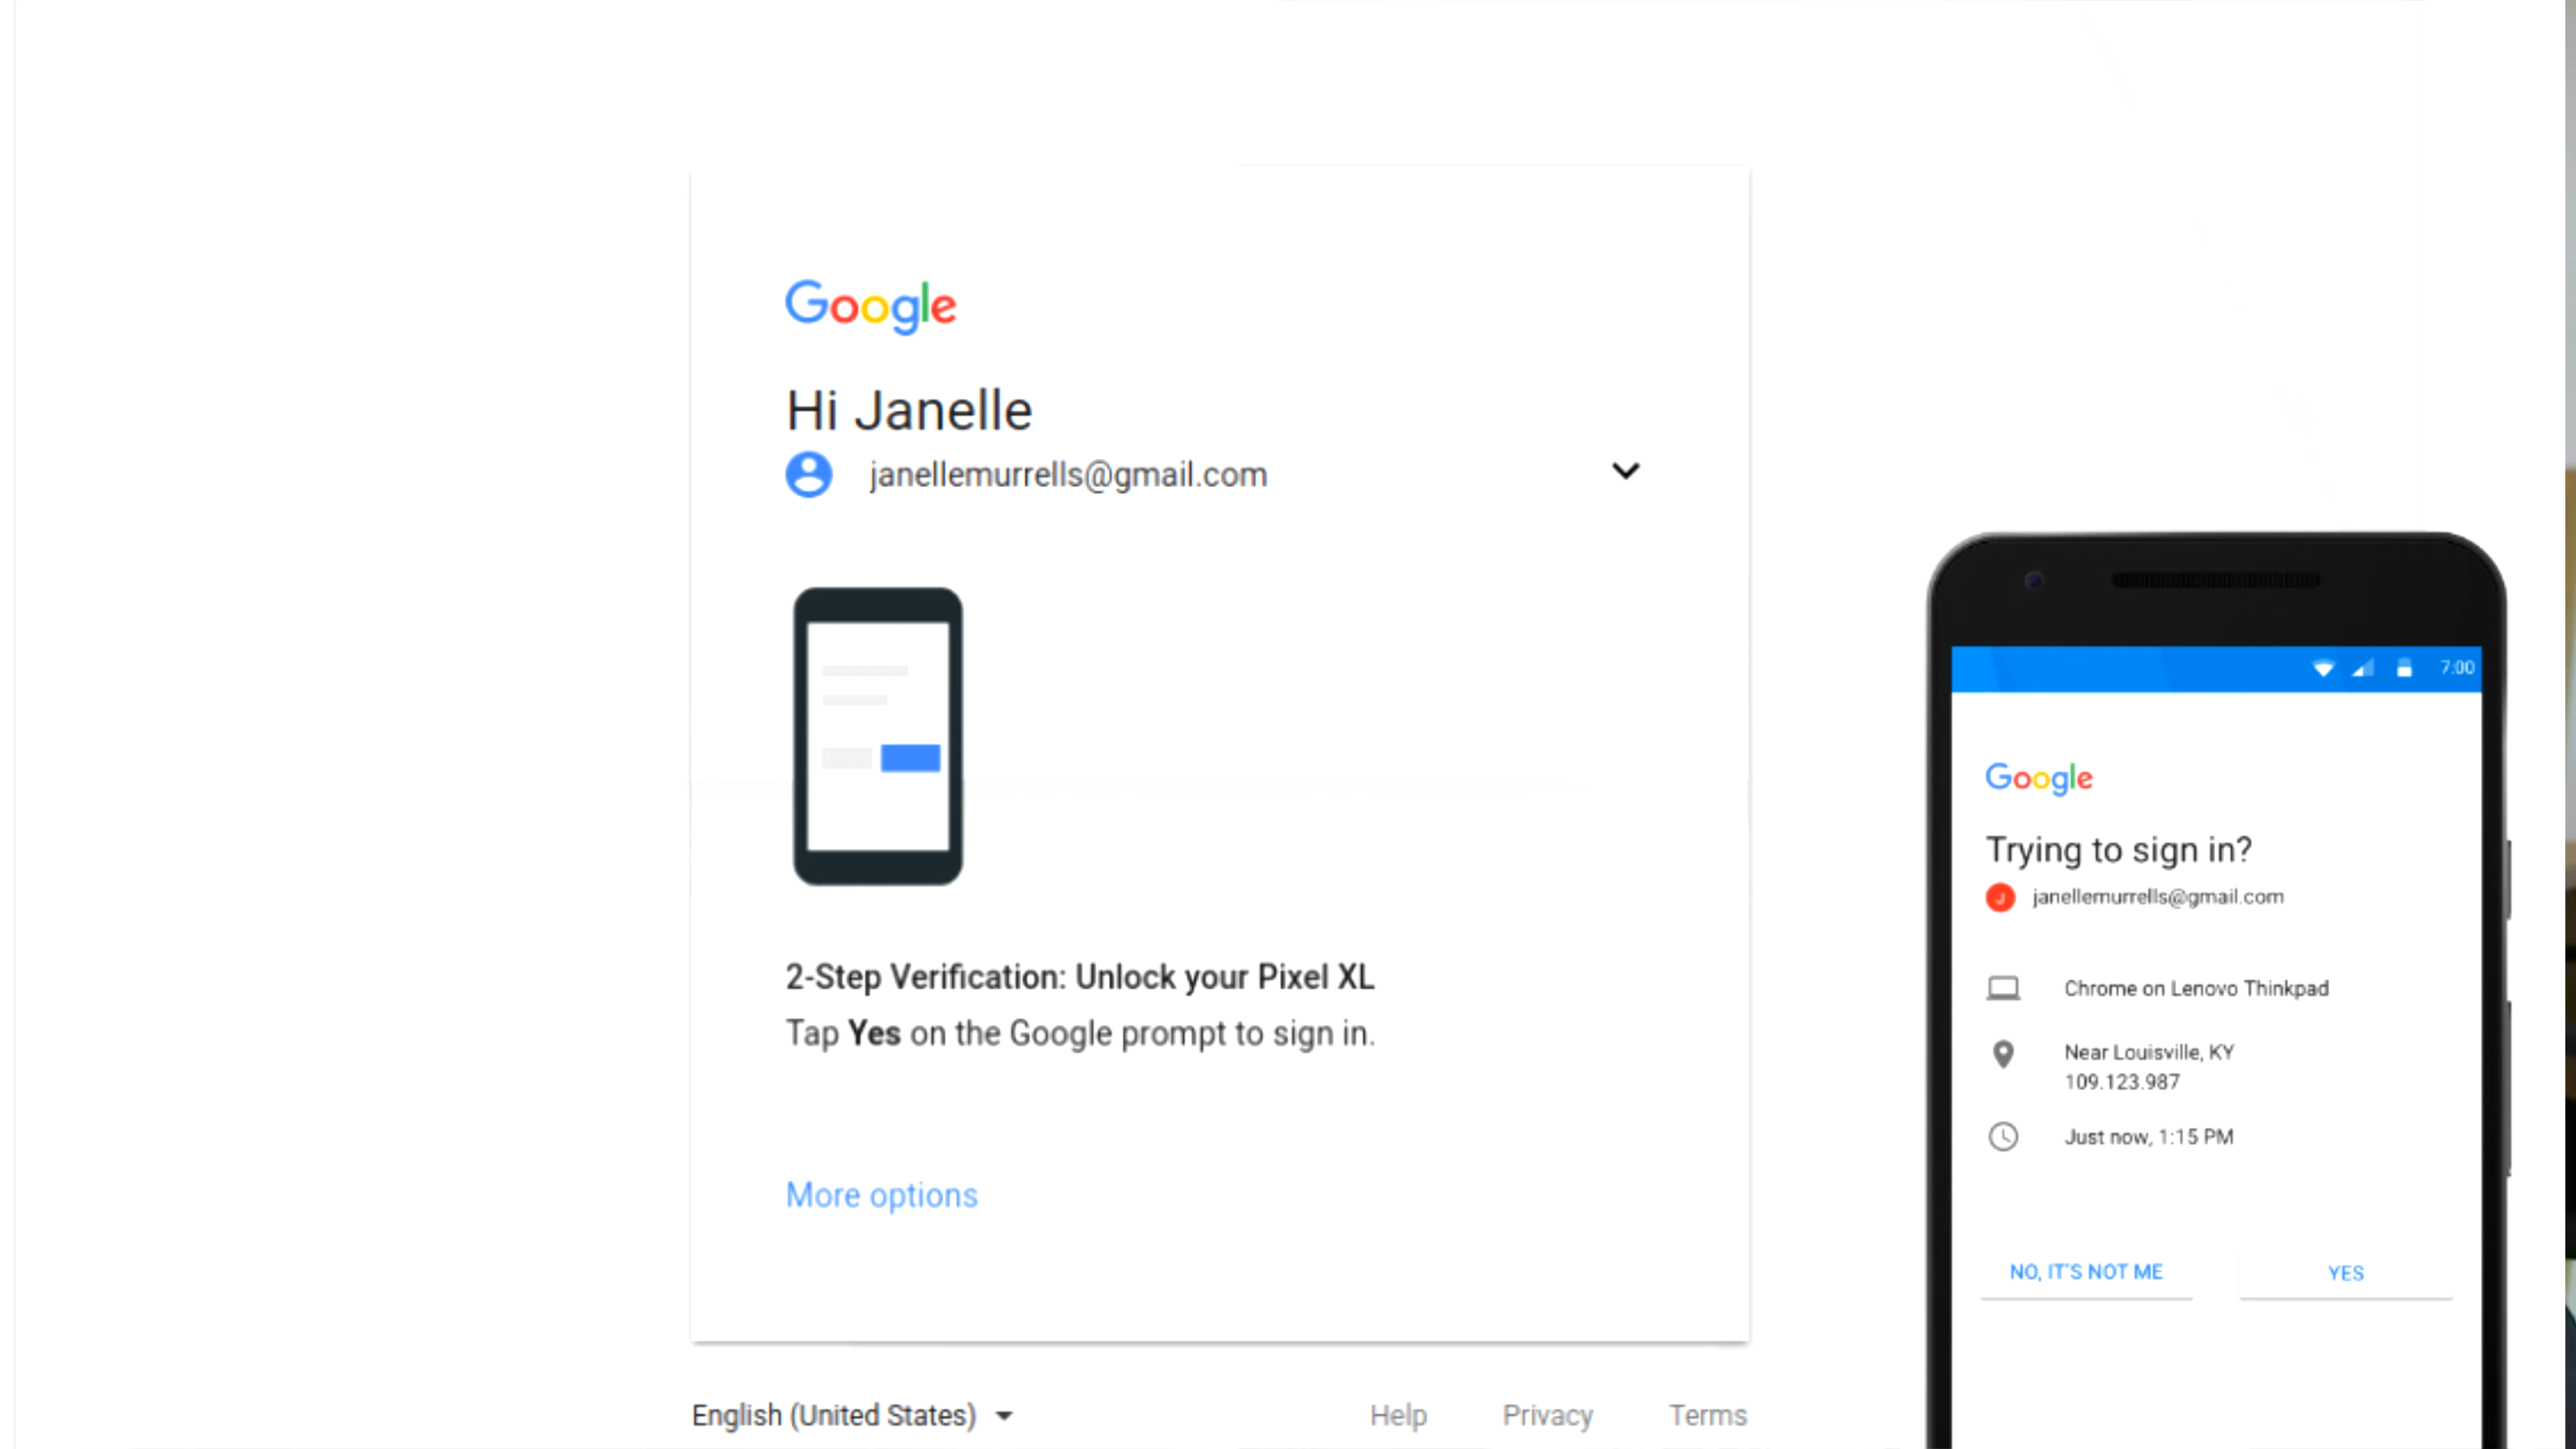 Google
Hi Janelle
janellemurrells@gmail.com
2-Step Verification: Unlock your Pixel XL
Tap Yes on the Google prompt to sign in.
More options
English (United States)
Help Privacy Terms
7:00
Google
Trying to sign in?
J janellemurrells@gmail.com
Chrome on Lenovo Thinkpad
Near Louisville, KY
109.123.987
Just now, 1:15 PM
NO, IT'S NOT ME YES